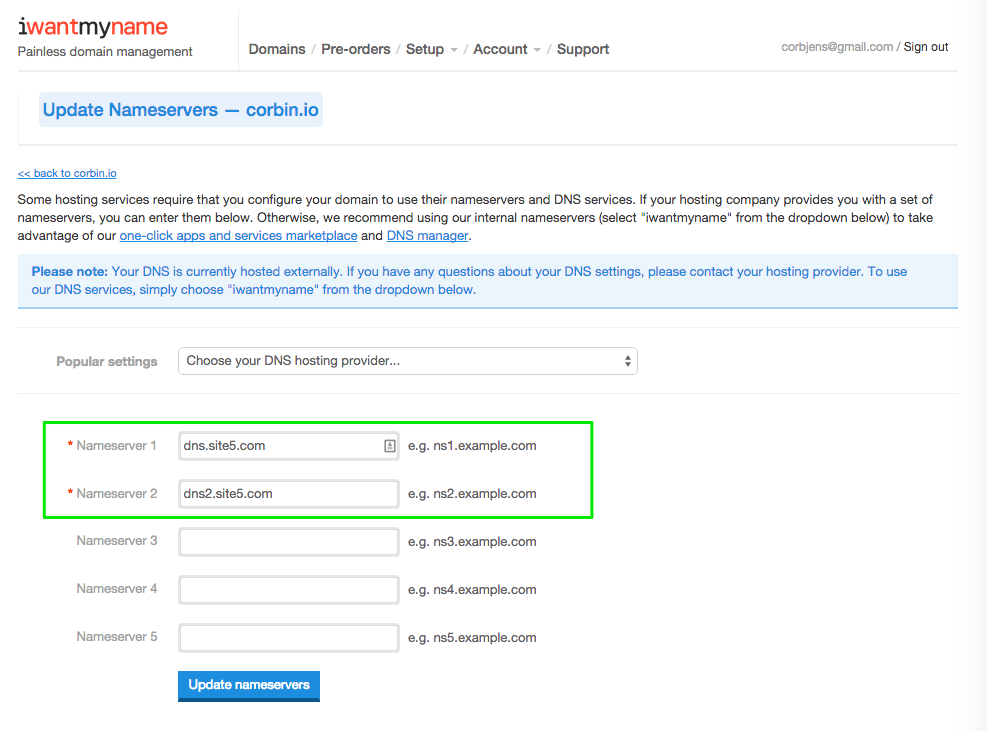 iwantmyname
Painless domain management
Domains / Pre-orders / Setup / Account / Support
corbjens@gmail.com / Sign out
Update Nameservers — corbin.io
<< back to corbin.io
Some hosting services require that you configure your domain to use their nameservers and DNS services. If your hosting company provides you with a set of
nameservers, you can enter them below. Otherwise, we recommend using our internal nameservers (select "iwantmyname" from the dropdown below) to take
advantage of our one-click apps and services marketplace and DNS manager.
Please note: Your DNS is currently hosted externally. If you have any questions about your DNS settings, please contact your hosting provider. To use
our DNS services, simply choose "iwantmyname" from the dropdown below.
Popular settings Choose your DNS hosting provider...
* Nameserver 1 dns.site5.com e.g. ns1.example.com
* Nameserver 2 dns2.site5.com e.g. ns2.example.com
Nameserver 3 e.g. ns3.example.com
Nameserver 4 e.g. ns4.example.com
Nameserver 5 e.g. ns5.example.com
Update nameservers